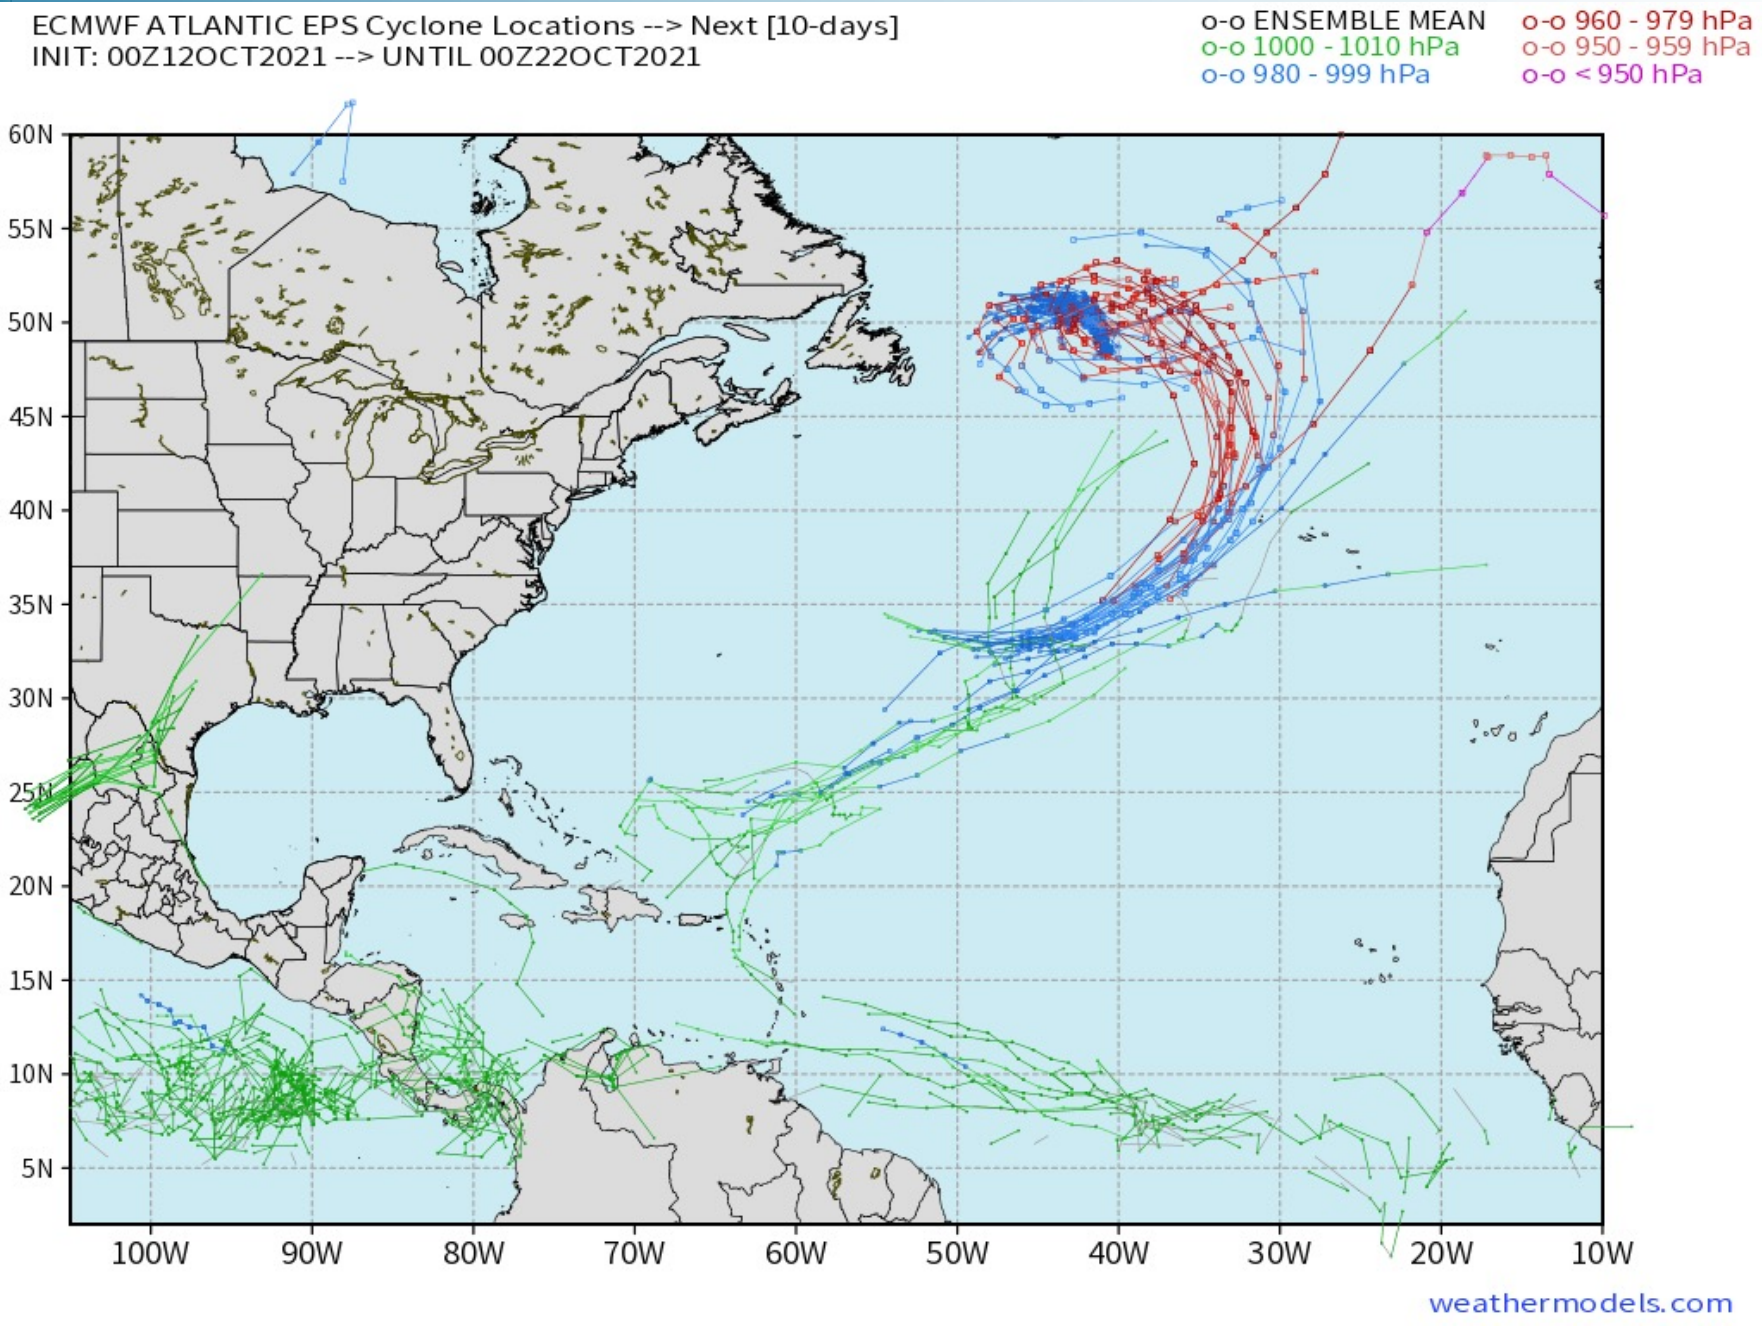 ECMWF ATLANTIC EPS Cyclone Locations --> Next [10-days]
INIT: 00Z12OCT2021 --> UNTIL 00Z22OCT2021
o-o ENSEMBLE MEAN
o-o 1000 - 1010 hPa
o-o 980 - 999 hPa
o-o 960 - 979 hPa
o-o 950 - 959 hPa
o-o < 950 hPa
60N
55N
50N
45N
40N
35N
30N
25N
20N
15N
10N
5N
100W 90W 80W 70W 60W 50W 40W 30W 20W 10W
weathermodels.com